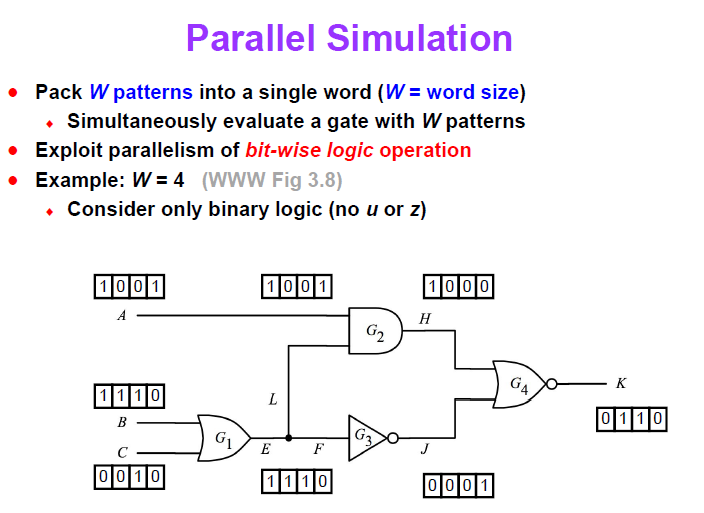 Parallel Simulation
• Pack W patterns into a single word (W = word size)
♦ Simultaneously evaluate a gate with W patterns
• Exploit parallelism of bit-wise logic operation
• Example: W = 4 (WWW Fig 3.8)
♦ Consider only binary logic (no u or z)
1 0 0 1
1 0 0 1
1 0 0 0
A
H
G2
G4
K
1 1 1 0
L
0 1 1 0
B
G1
G3
C
E
F
J
0 0 1 0
1 1 1 0
0 0 0 1